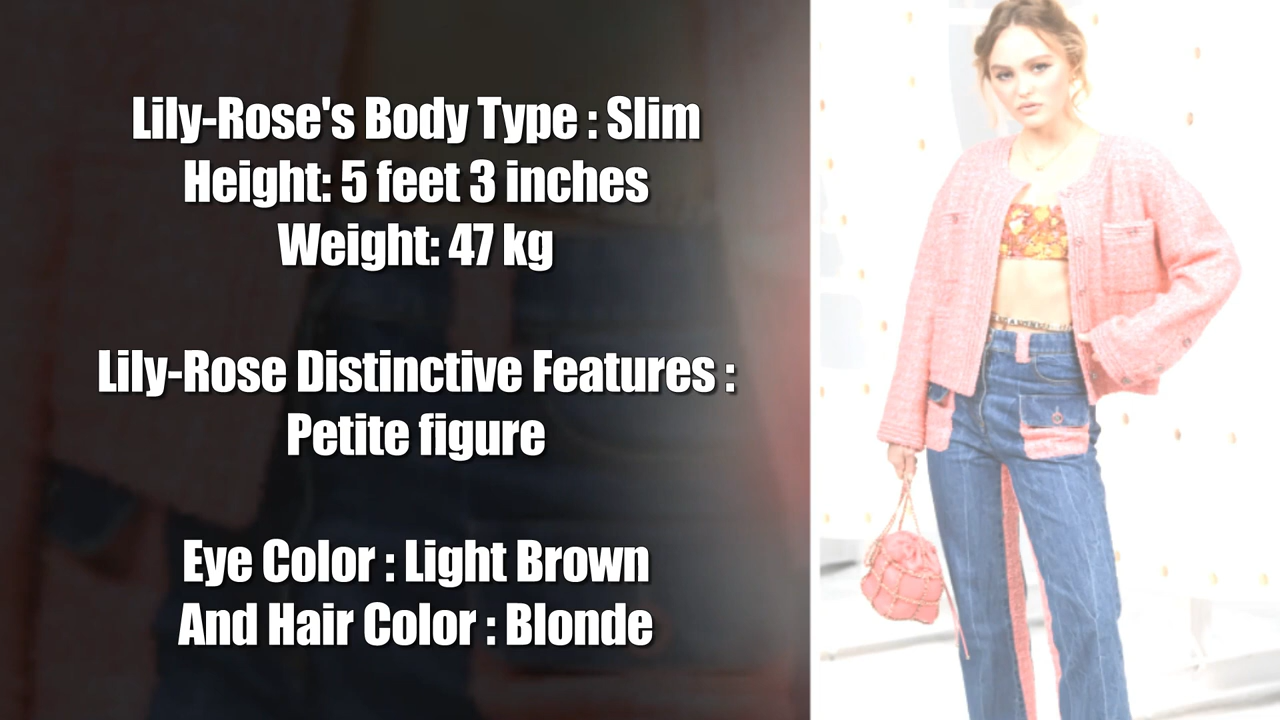 Lily-Rose's Body Type : Slim
Height: 5 feet 3 inches
Weight: 47 kg
Lily-Rose Distinctive Features :
Petite figure
Eye Color : Light Brown
And Hair Color : Blonde